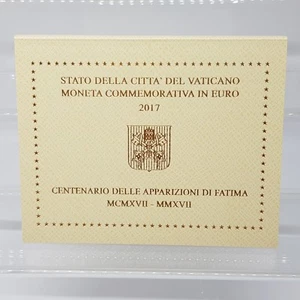 STATO DELLA CITTA' DEL VATICANO
MONETA COMMEMORATIVA IN EURO
2017
CENTENARIO DELLE APPARIZIONI DI FATIMA
MCMXVII - MMXVII